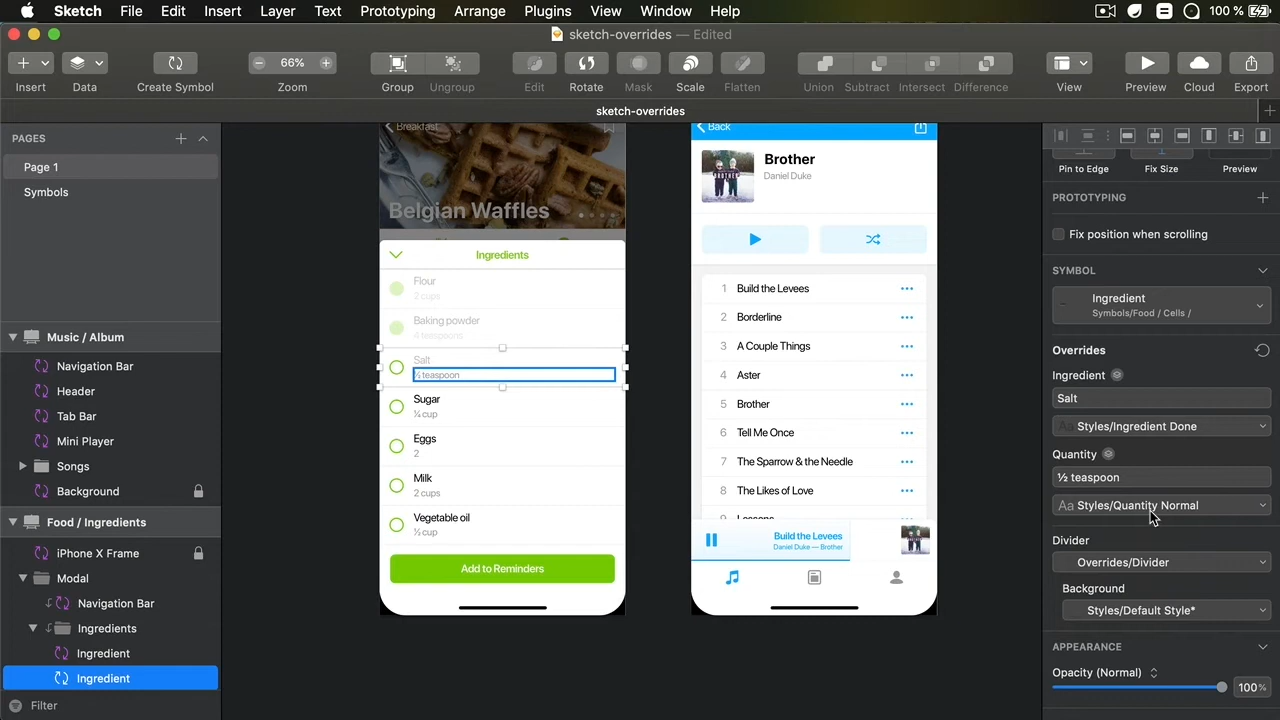 Sketch File Edit Insert Layer Text Prototyping Arrange Plugins View Window Help 100 %
sketch-overrides — Edited
66%
Insert Data Create Symbol Zoom Group Ungroup Edit Rotate Mask Scale Flatten Union Subtract Intersect Difference View Preview Cloud Export
sketch-overrides
PAGES
Page 1
Symbols
Music / Album
Navigation Bar
Header
Tab Bar
Mini Player
Songs
Background
Food / Ingredients
iPhone X Frame
Modal
Navigation Bar
Ingredients
Ingredient
Ingredient
Filter
Breakfast
Belgian Waffles
Ingredients
Flour
2 cups
Baking powder
4 teaspoons
Salt
½ teaspoon
Sugar
¼ cup
Eggs
2
Milk
2 cups
Vegetable oil
½ cup
Add to Reminders
Back
BROTHER
Brother
Daniel Duke
1 Build the Levees
2 Borderline
3 A Couple Things
4 Aster
5 Brother
6 Tell Me Once
7 The Sparrow & the Needle
8 The Likes of Love
Build the Levees
Daniel Duke — Brother
Pin to Edge Fix Size Preview
PROTOTYPING
Fix position when scrolling
SYMBOL
Ingredient
Symbols/Food / Cells /
Overrides
Ingredient
Salt
Aa Styles/Ingredient Done
Quantity
½ teaspoon
Aa Styles/Quantity Normal
Divider
Overrides/Divider
Background
Styles/Default Style*
APPEARANCE
Opacity (Normal)
100%